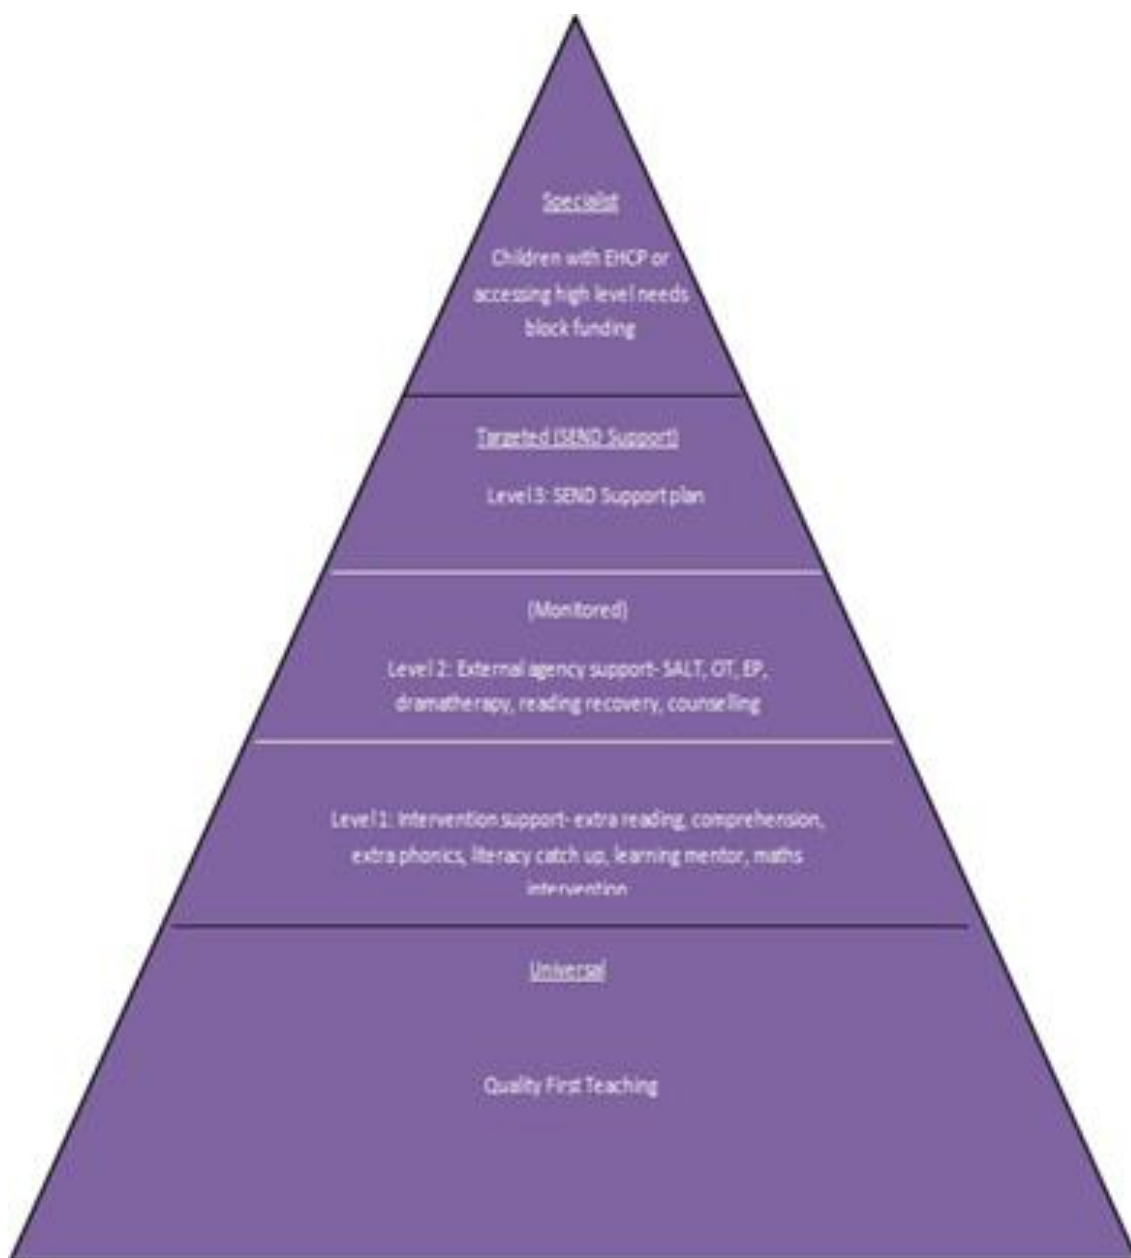 Specialist
Children with EHCP or
accessing high level needs
block funding
Targeted (SEND Support)
Level 3: SEND Support plan
(Monitored)
Level 2: External agency support- SALT, OT, EP,
dramatherapy, reading recovery, counselling
Level 1: Intervention support- extra reading, comprehension,
extra phonics, literacy catch up, learning mentor, maths
intervention
Universal
Quality First Teaching